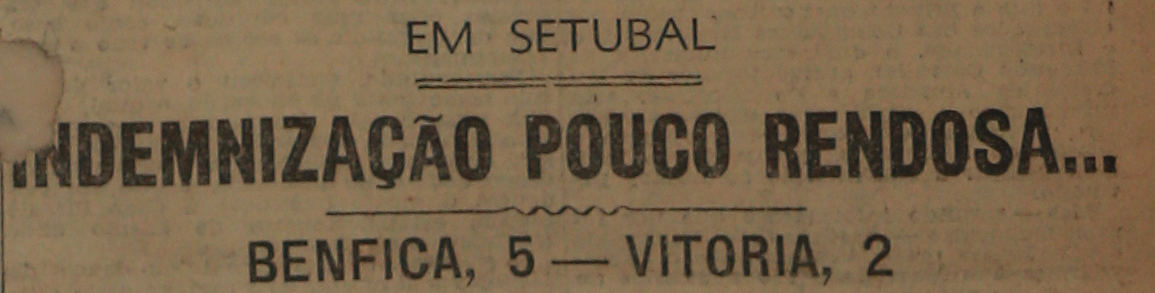 EM SETUBAL
INDEMNIZAÇÃO POUCO RENDOSA...
BENFICA, 5 — VITORIA, 2